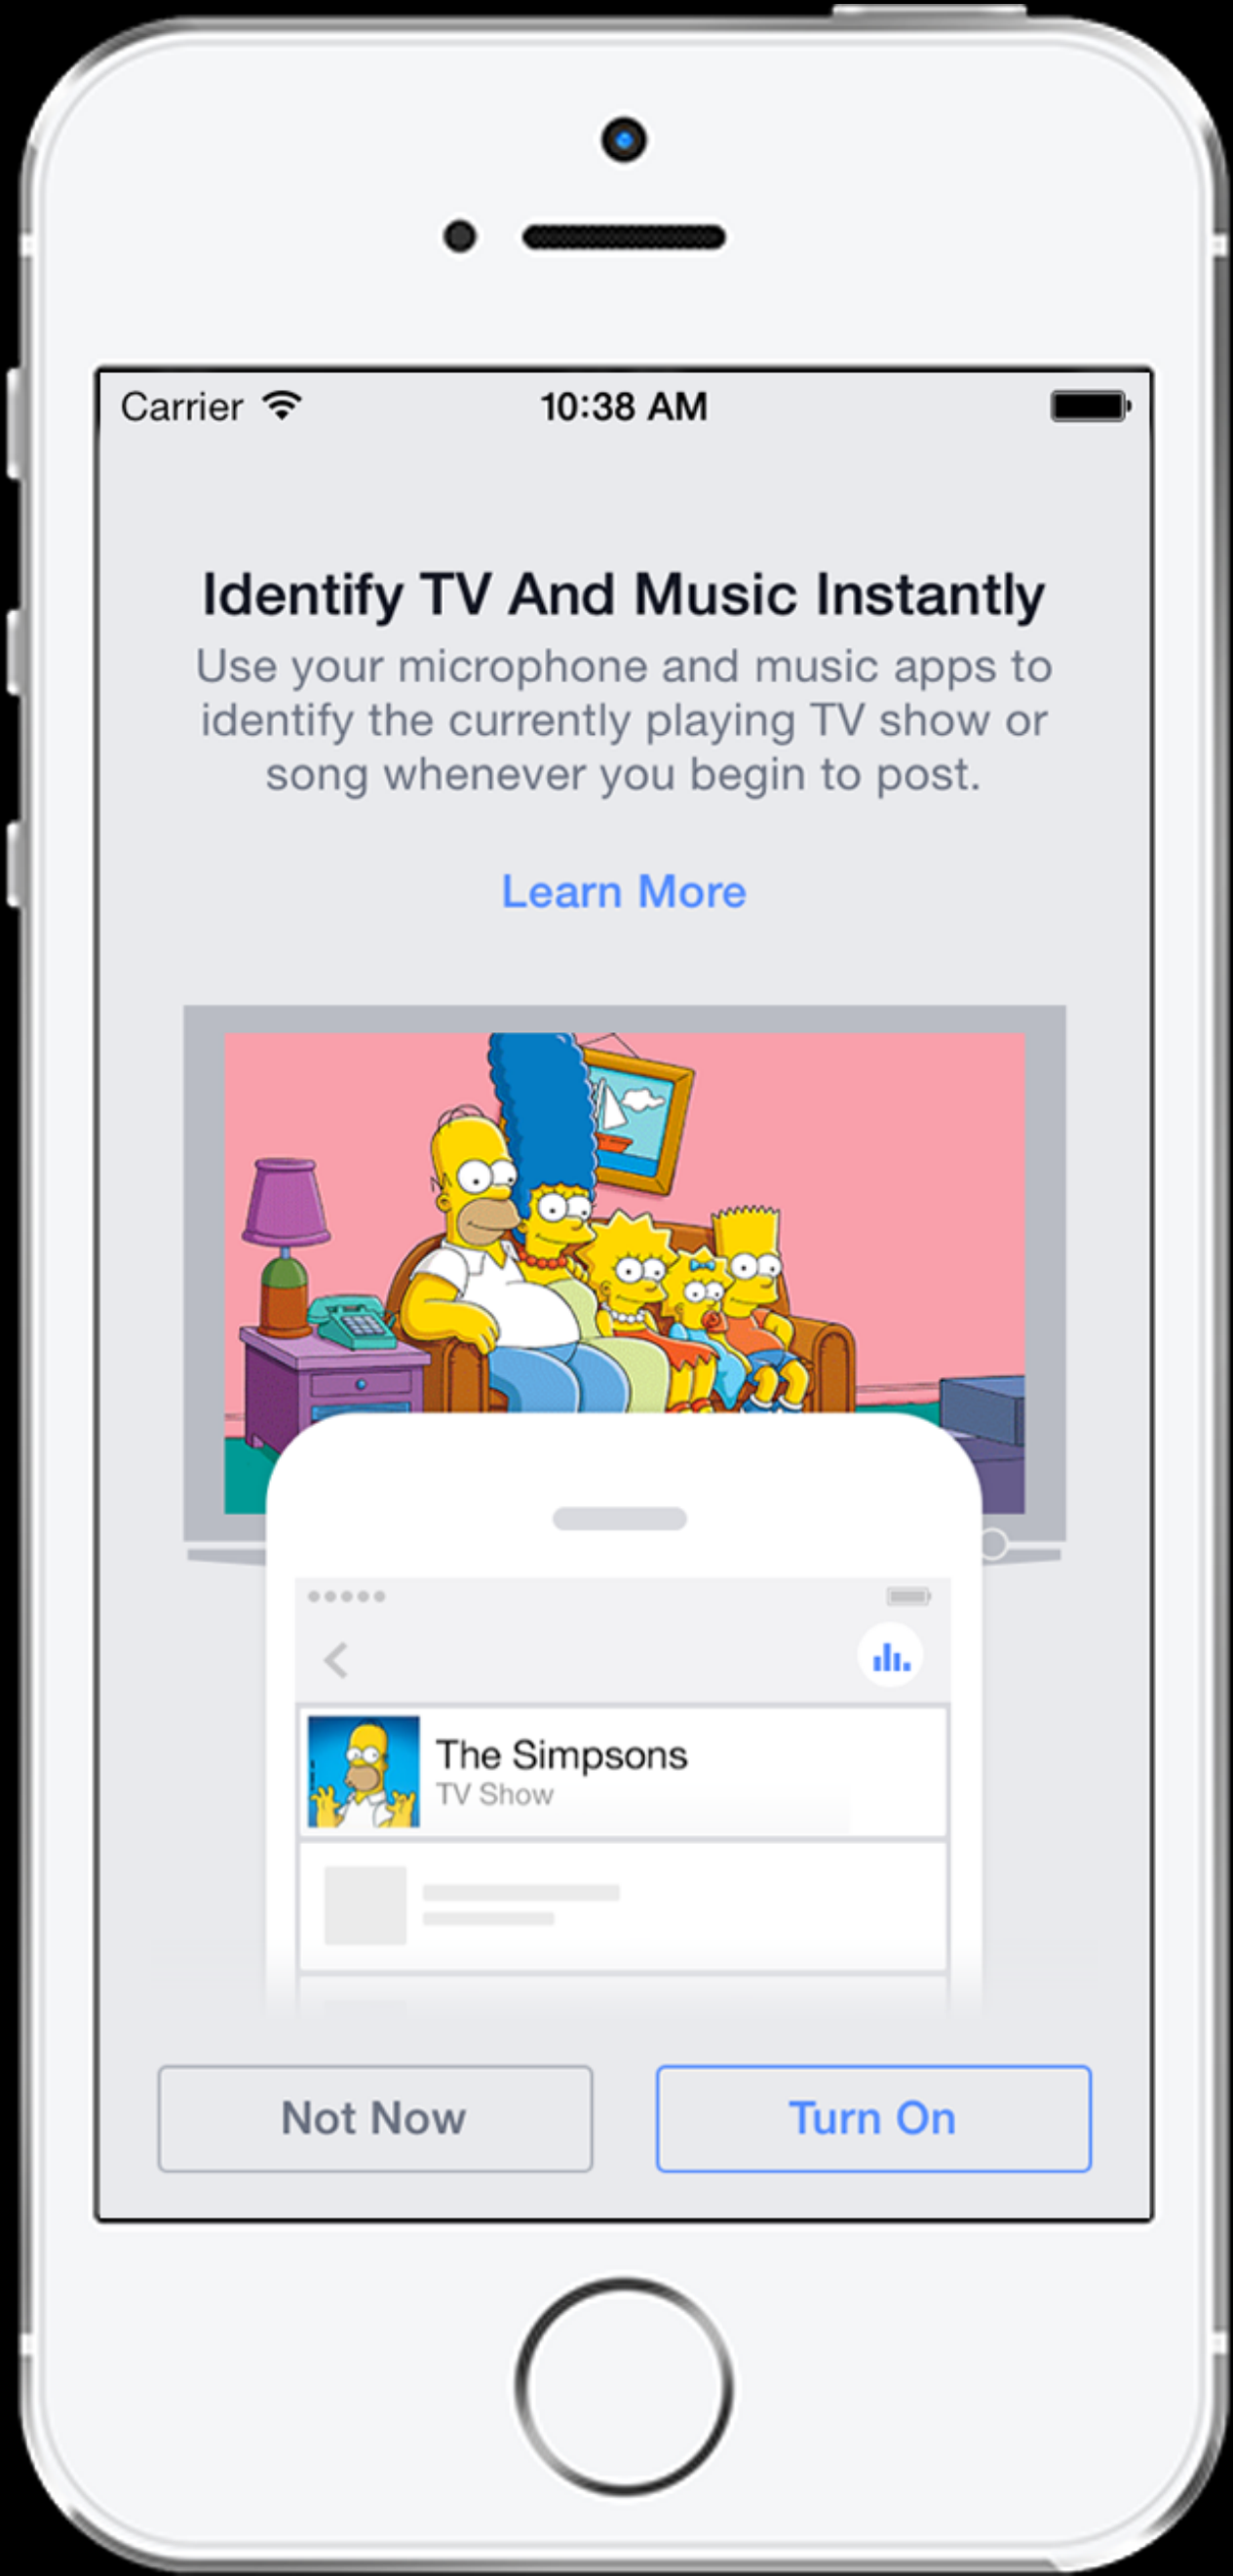 Carrier 10:38 AM
Identify TV And Music Instantly
Use your microphone and music apps to
identify the currently playing TV show or
song whenever you begin to post.
Learn More
The Simpsons
TV Show
Not Now Turn On